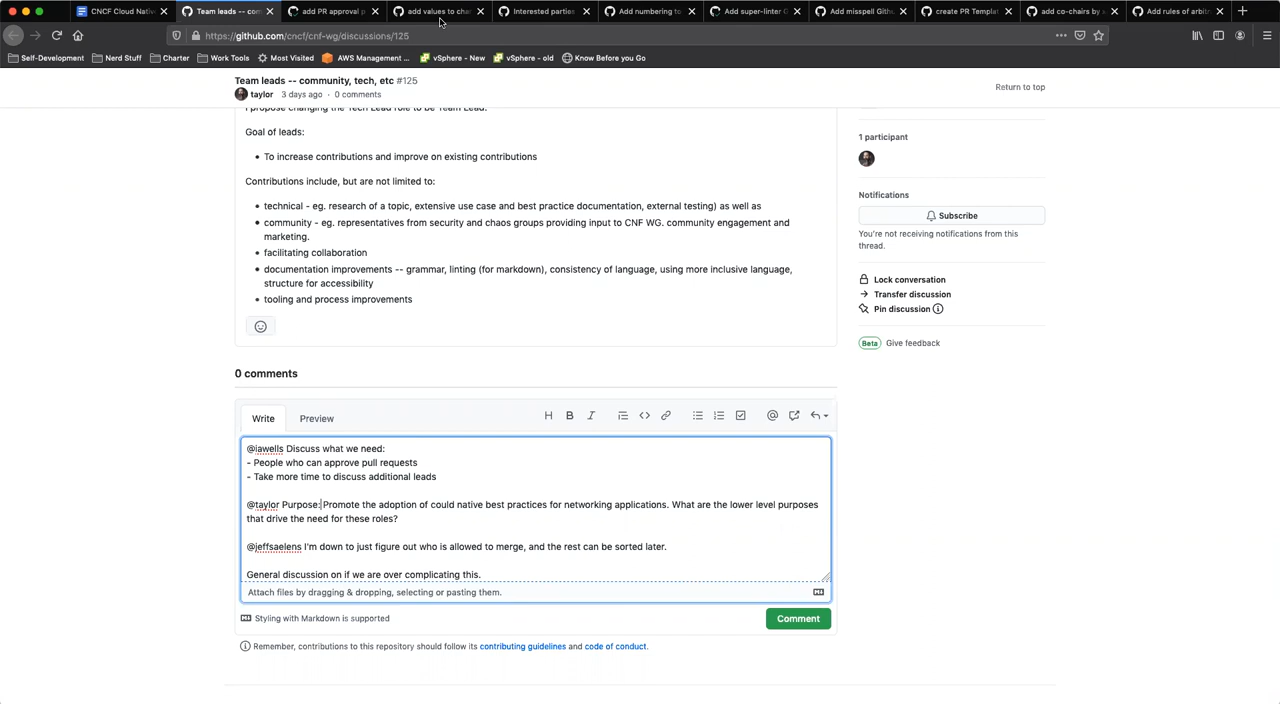 CNCF Cloud Nativ
Team leads -- com
add PR approval p
add values to char
Interested parties
Add numbering to
Add super-linter G
Add misspell Githu
create PR Templat
add co-chairs by
Add rules of arbitr
https://github.com/cncf/cnf-wg/discussions/125
Self-Development
Nerd Stuff
Charter
Work Tools
Most Visited
AWS Management ...
vSphere - New
vSphere - old
Know Before you Go
Team leads -- community, tech, etc #125
taylor 3 days ago · 0 comments
Return to top
I propose changing the Tech Lead role to be Team Lead.
Goal of leads:
• To increase contributions and improve on existing contributions
Contributions include, but are not limited to:
• technical - eg. research of a topic, extensive use case and best practice documentation, external testing) as well as
• community - eg. representatives from security and chaos groups providing input to CNF WG. community engagement and
marketing.
• facilitating collaboration
• documentation improvements -- grammar, linting (for markdown), consistency of language, using more inclusive language,
structure for accessibility
• tooling and process improvements
1 participant
Notifications
Subscribe
You're not receiving notifications from this
thread.
Lock conversation
Transfer discussion
Pin discussion
Beta Give feedback
0 comments
Write Preview
@iawells Discuss what we need:
- People who can approve pull requests
- Take more time to discuss additional leads
@taylor Purpose: Promote the adoption of could native best practices for networking applications. What are the lower level purposes
that drive the need for these roles?
@jeffsaelens I'm down to just figure out who is allowed to merge, and the rest can be sorted later.
General discussion on if we are over complicating this.
Attach files by dragging & dropping, selecting or pasting them.
Styling with Markdown is supported
Comment
Remember, contributions to this repository should follow its contributing guidelines and code of conduct.